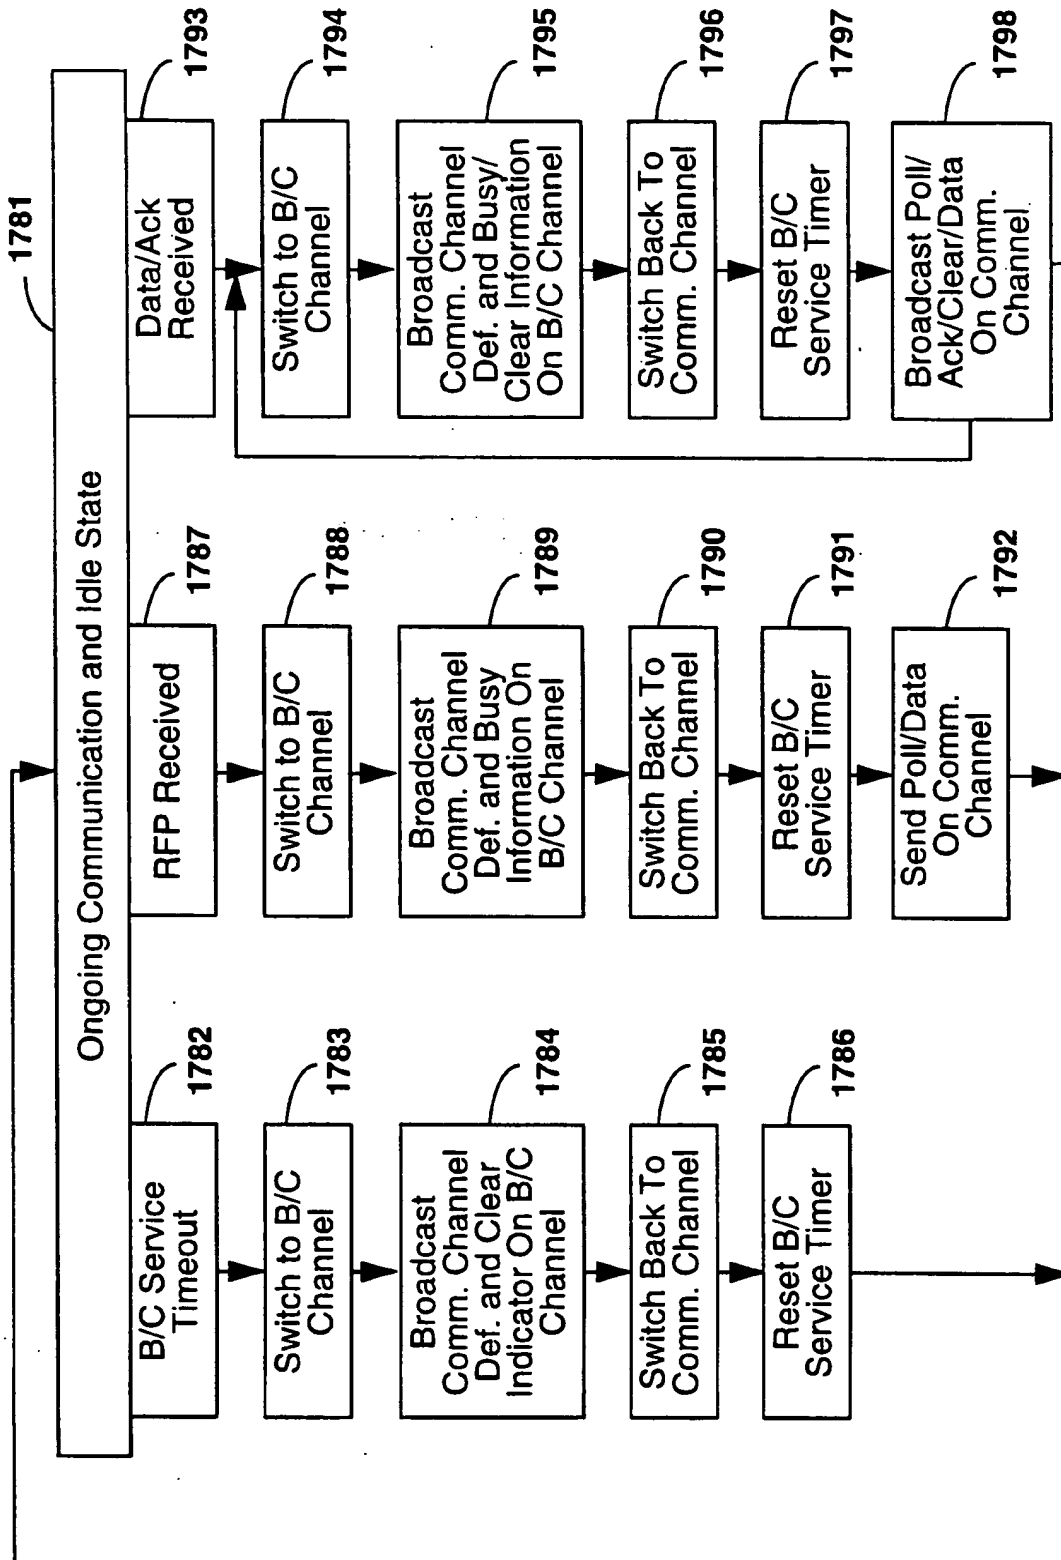 1781
Ongoing Communication and Idle State
B/C Service
Timeout
1782
Switch to B/C
Channel
1783
Broadcast
Comm. Channel
Def. and Clear
Indicator On B/C
Channel
1784
Switch Back To
Comm. Channel
1785
Reset B/C
Service Timer
1786
RFP Received
1787
Switch to B/C
Channel
1788
Broadcast
Comm. Channel
Def. and Busy
Information On
B/C Channel
1789
Switch Back To
Comm. Channel
1790
Reset B/C
Service Timer
1791
Send Poll/Data
On Comm.
Channel
1792
Data/Ack
Received
1793
Switch to B/C
Channel
1794
Broadcast
Comm. Channel
Def. and Busy/
Clear Information
On B/C Channel
1795
Switch Back To
Comm. Channel
1796
Reset B/C
Service Timer
1797
Broadcast Poll/
Ack/Clear/Data
On Comm.
Channel
1798